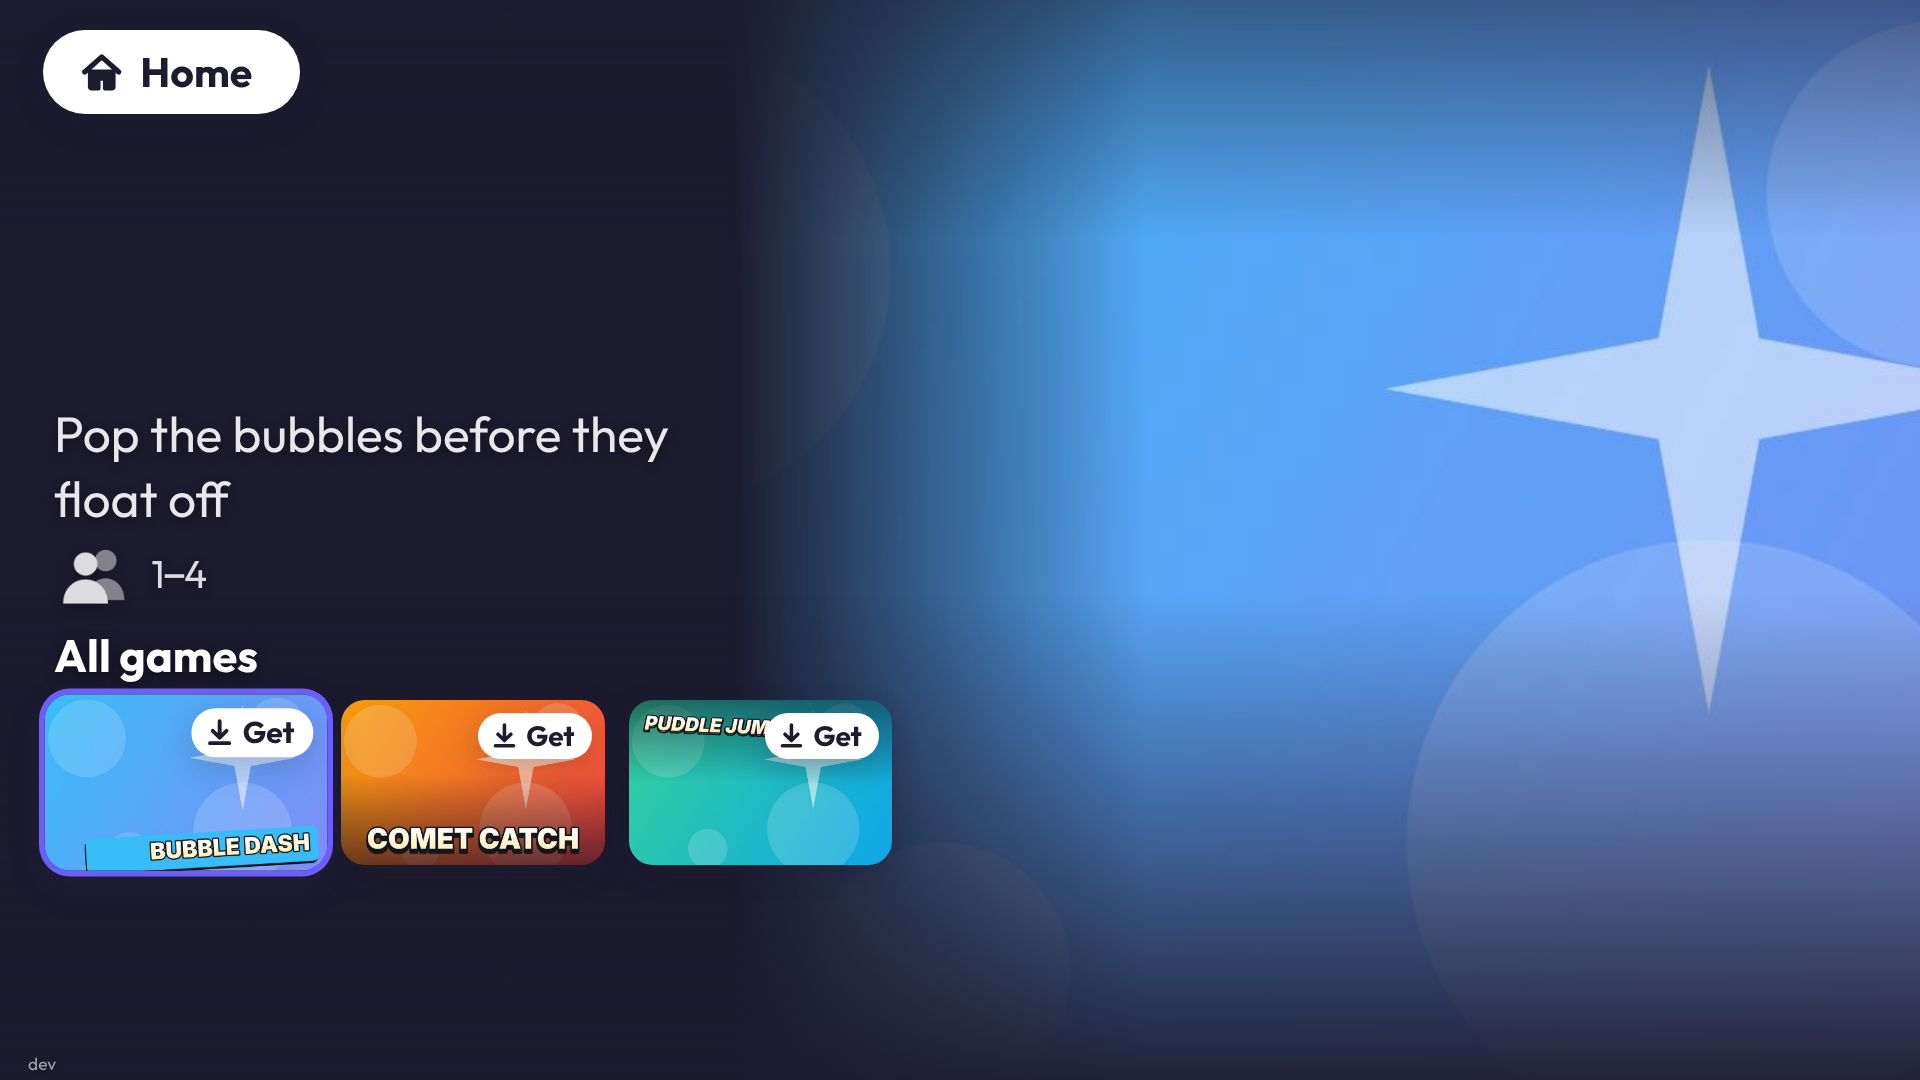 Home
Pop the bubbles before they
float off
1–4
All games
Get
BUBBLE DASH
Get
COMET CATCH
PUDDLE
Get
dev